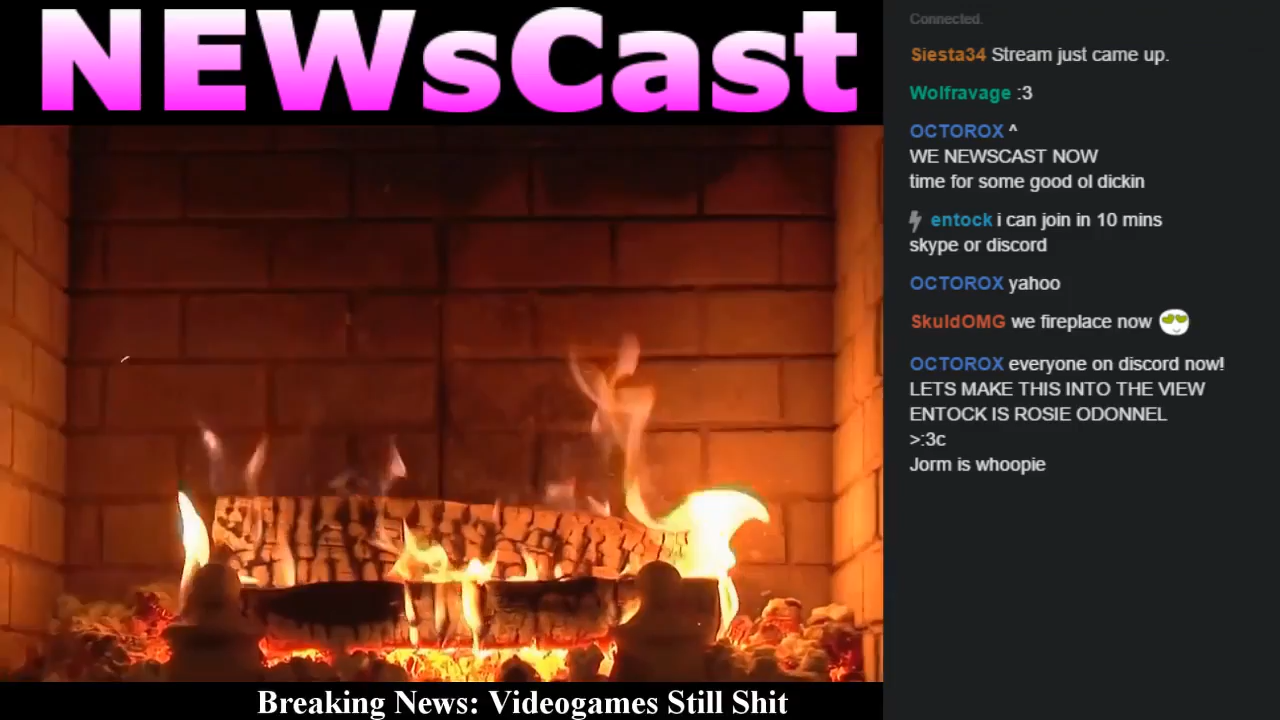 NEWsCast
Connected.
Siesta34 Stream just came up.
Wolfravage :3
OCTOROX ^
WE NEWSCAST NOW
time for some good ol dickin
entock i can join in 10 mins
skype or discord
OCTOROX yahoo
SkuldOMG we fireplace now
OCTOROX everyone on discord now!
LETS MAKE THIS INTO THE VIEW
ENTOCK IS ROSIE ODONNEL
>:3c
Jorm is whoopie
Breaking News: Videogames Still Shit